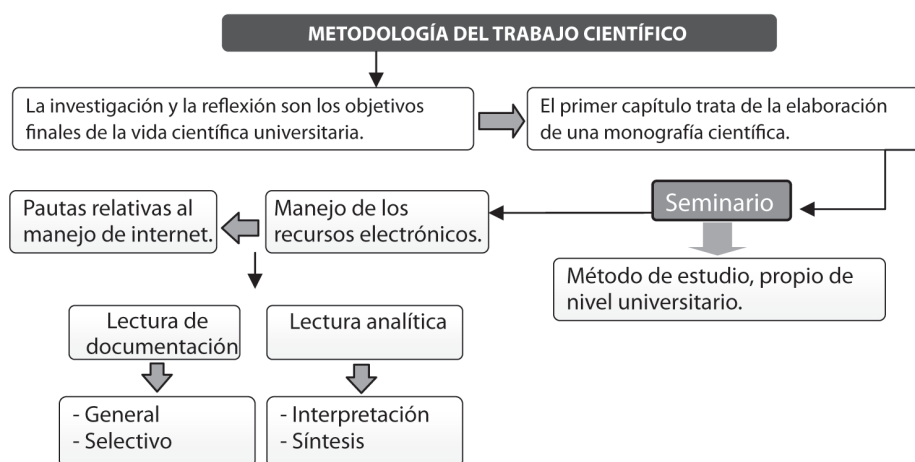 METODOLOGÍA DEL TRABAJO CIENTÍFICO
La investigación y la reflexión son los objetivos
finales de la vida científica universitaria.
El primer capítulo trata de la elaboración
de una monografía científica.
Seminario
Método de estudio, propio de
nivel universitario.
Manejo de los
recursos electrónicos.
Pautas relativas al
manejo de internet.
Lectura de
documentación
- General
- Selectivo
Lectura analítica
- Interpretación
- Síntesis